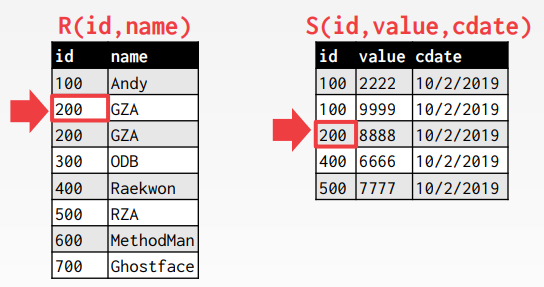 R(id,name)
id name
100 Andy
200 GZA
200 GZA
300 ODB
400 Raekwon
500 RZA
600 MethodMan
700 Ghostface
S(id,value,cdate)
id value cdate
100 2222 10/2/2019
100 9999 10/2/2019
200 8888 10/2/2019
400 6666 10/2/2019
500 7777 10/2/2019